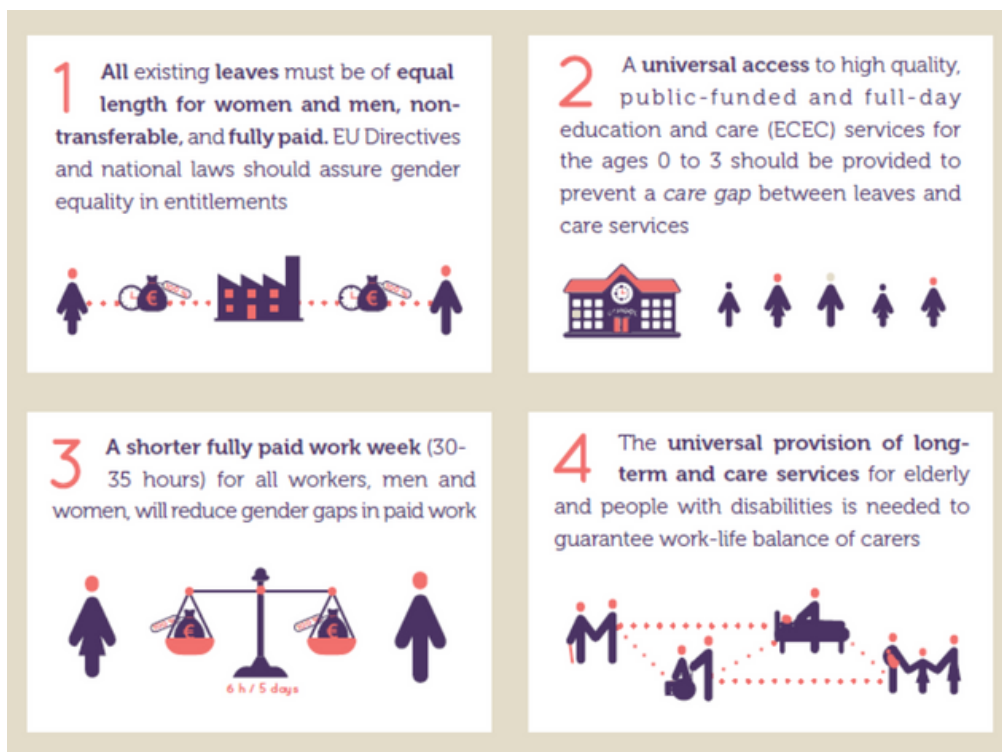 1 All existing leaves must be of equal
length for women and men, non-
transferable, and fully paid. EU Directives
and national laws should assure gender
equality in entitlements
€
€
2 A universal access to high quality,
public-funded and full-day
education and care (ECEC) services for
the ages 0 to 3 should be provided to
prevent a care gap between leaves and
care services
3 A shorter fully paid work week (30-
35 hours) for all workers, men and
women, will reduce gender gaps in paid work
€
€
6 h / 5 days
4 The universal provision of long-
term and care services for elderly
and people with disabilities is needed to
guarantee work-life balance of carers